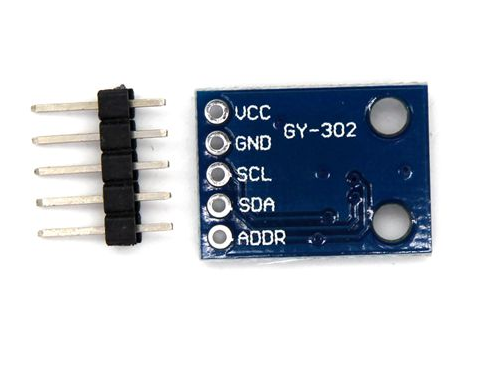 VCC
GND
GY-302
SCL
SDA
ADDR